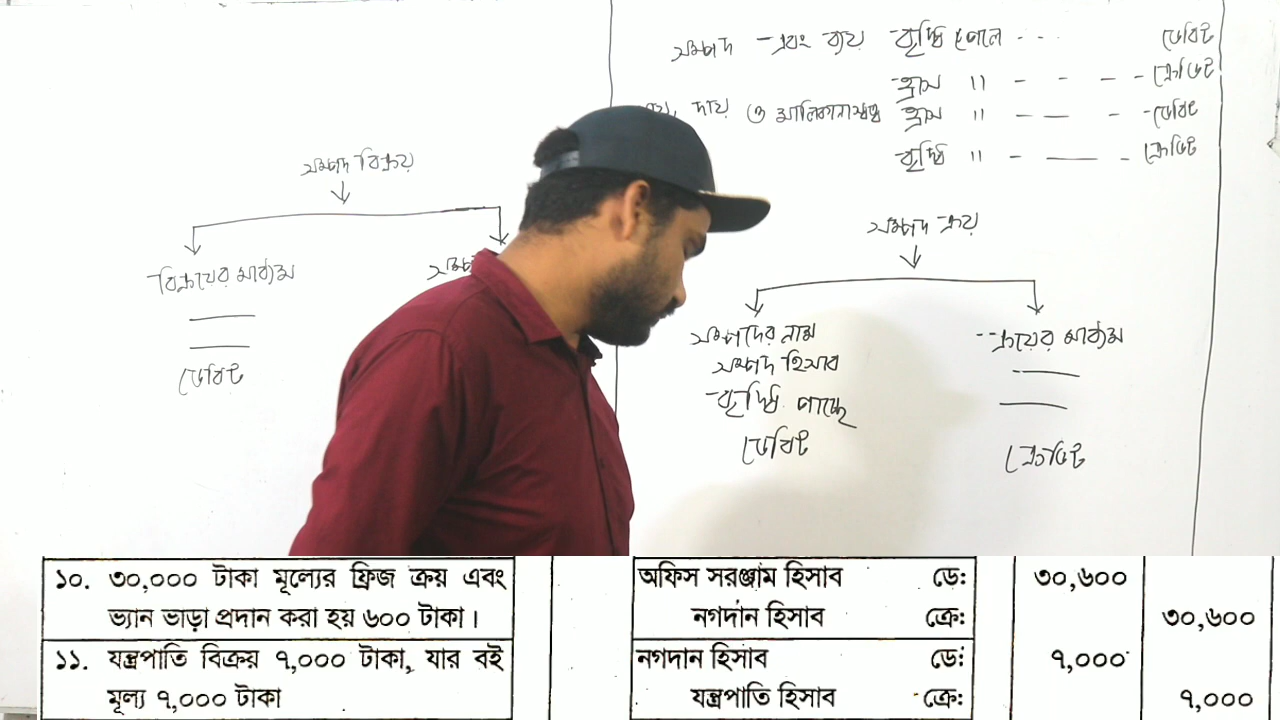 সম্পদ এবং ব্যয় বৃদ্ধি পেলে - - - ডেবিট
হ্রাস " - - - - ক্রেডিট
দায় ও মালিকানাস্বত্ব হ্রাস " - — - - ডেবিট
বৃদ্ধি " - — - ক্রেডিট
সম্পদ বিক্রয়
বিক্রয়ের মাধ্যম
ডেবিট
সম্পদ ক্রয়
সম্পদের নাম
সম্পদ হিসাব
বৃদ্ধি পাচ্ছে
ডেবিট
ক্রয়ের মাধ্যম
ক্রেডিট
১০. ৩০,০০০ টাকা মূল্যের ফ্রিজ ক্রয় এবং
ভ্যান ভাড়া প্রদান করা হয় ৬০০ টাকা।
অফিস সরঞ্জাম হিসাব ডে: ৩০,৬০০
নগদান হিসাব ক্রে: ৩০,৬০০
১১. যন্ত্রপাতি বিক্রয় ৭,০০০ টাকা, যার বই
মূল্য ৭,০০০ টাকা
নগদান হিসাব ডে: ৭,০০০
যন্ত্রপাতি হিসাব ক্রে: ৭,০০০